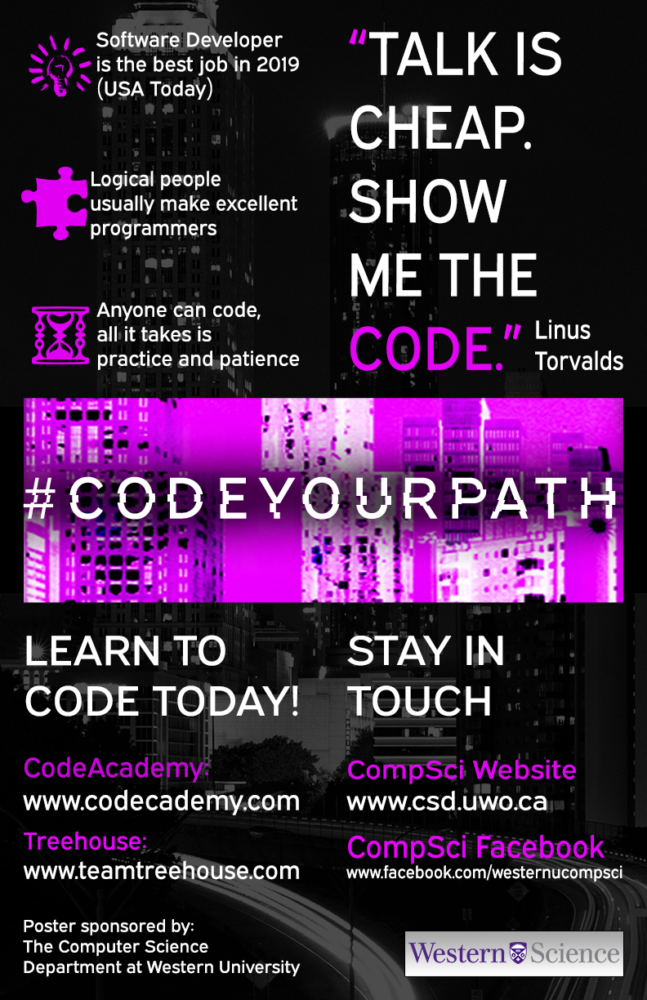 Software Developer
is the best job in 2019
(USA Today)
Logical people
usually make excellent
programmers
Anyone can code,
all it takes is
practice and patience
"TALK IS
CHEAP.
SHOW
ME THE
CODE."
Linus
Torvalds
#CODEYOURPATH
LEARN TO
CODE TODAY!
CodeAcademy:
www.codecademy.com
Treehouse:
www.teamtreehouse.com
STAY IN
TOUCH
CompSci Website
www.csd.uwo.ca
CompSci Facebook
www.facebook.com/westernucompsci
Poster sponsored by:
The Computer Science
Department at Western University
Western Science